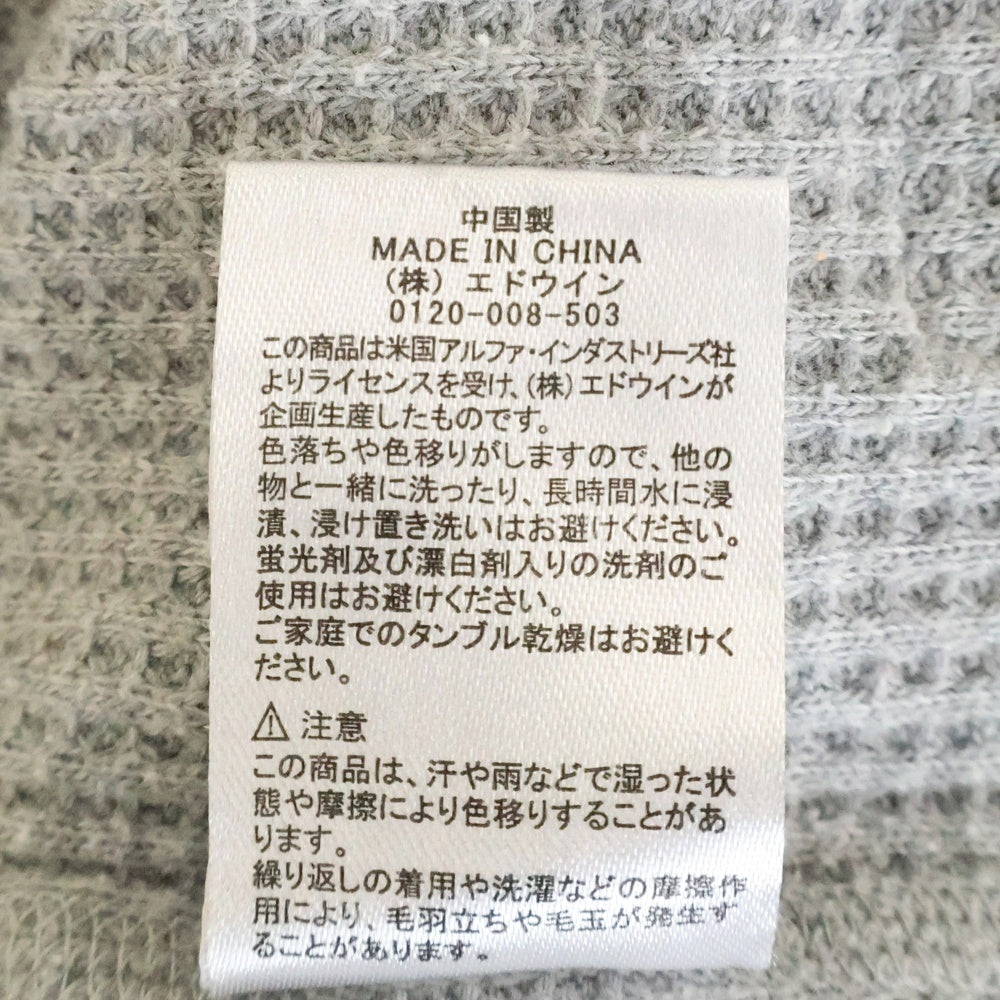 中国製
MADE IN CHINA
(株) エドウイン
0120-008-503
この商品は米国アルファ・インダストリーズ社
よりライセンスを受け、(株)エドウインが
企画生産したものです。
色落ちや色移りがしますので、他の
物と一緒に洗ったり、長時間水に浸
漬、浸け置き洗いはお避けください。
蛍光剤及び漂白剤入りの洗剤のご
使用はお避けください。
ご家庭でのタンブル乾燥はお避けく
ださい。
⚠ 注意
この商品は、汗や雨などで湿った状
態や摩擦により色移りすることがあ
ります。
繰り返しの着用や洗濯などの摩擦作
用により、毛羽立ちや毛玉が発生す
ることがあります。